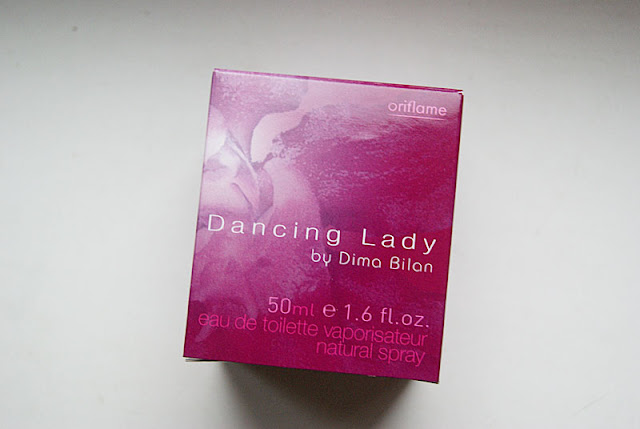 oriflame
Dancing Lady
by Dima Bilan
50ml e 1.6 fl.oz.
eau de toilette vaporisateur
natural spray